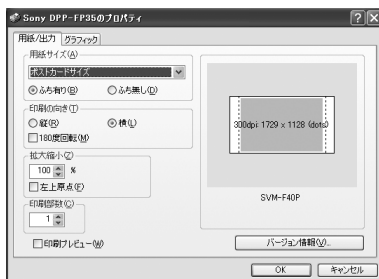 Sony DPP-FP35のプロパティ
用紙/出力 グラフィック
用紙サイズ(A)
ポストカードサイズ
ふち有り(B) ふち無し(D)
印刷の向き(T)
縦(R) 横(L)
180度回転(M)
拡大縮小(Z)
100 %
左上原点(F)
印刷部数(C)
1
印刷プレビュー(W)
300dpi 1729 x 1128 (dots)
SVM-F40P
バージョン情報(V)...
OK キャンセル